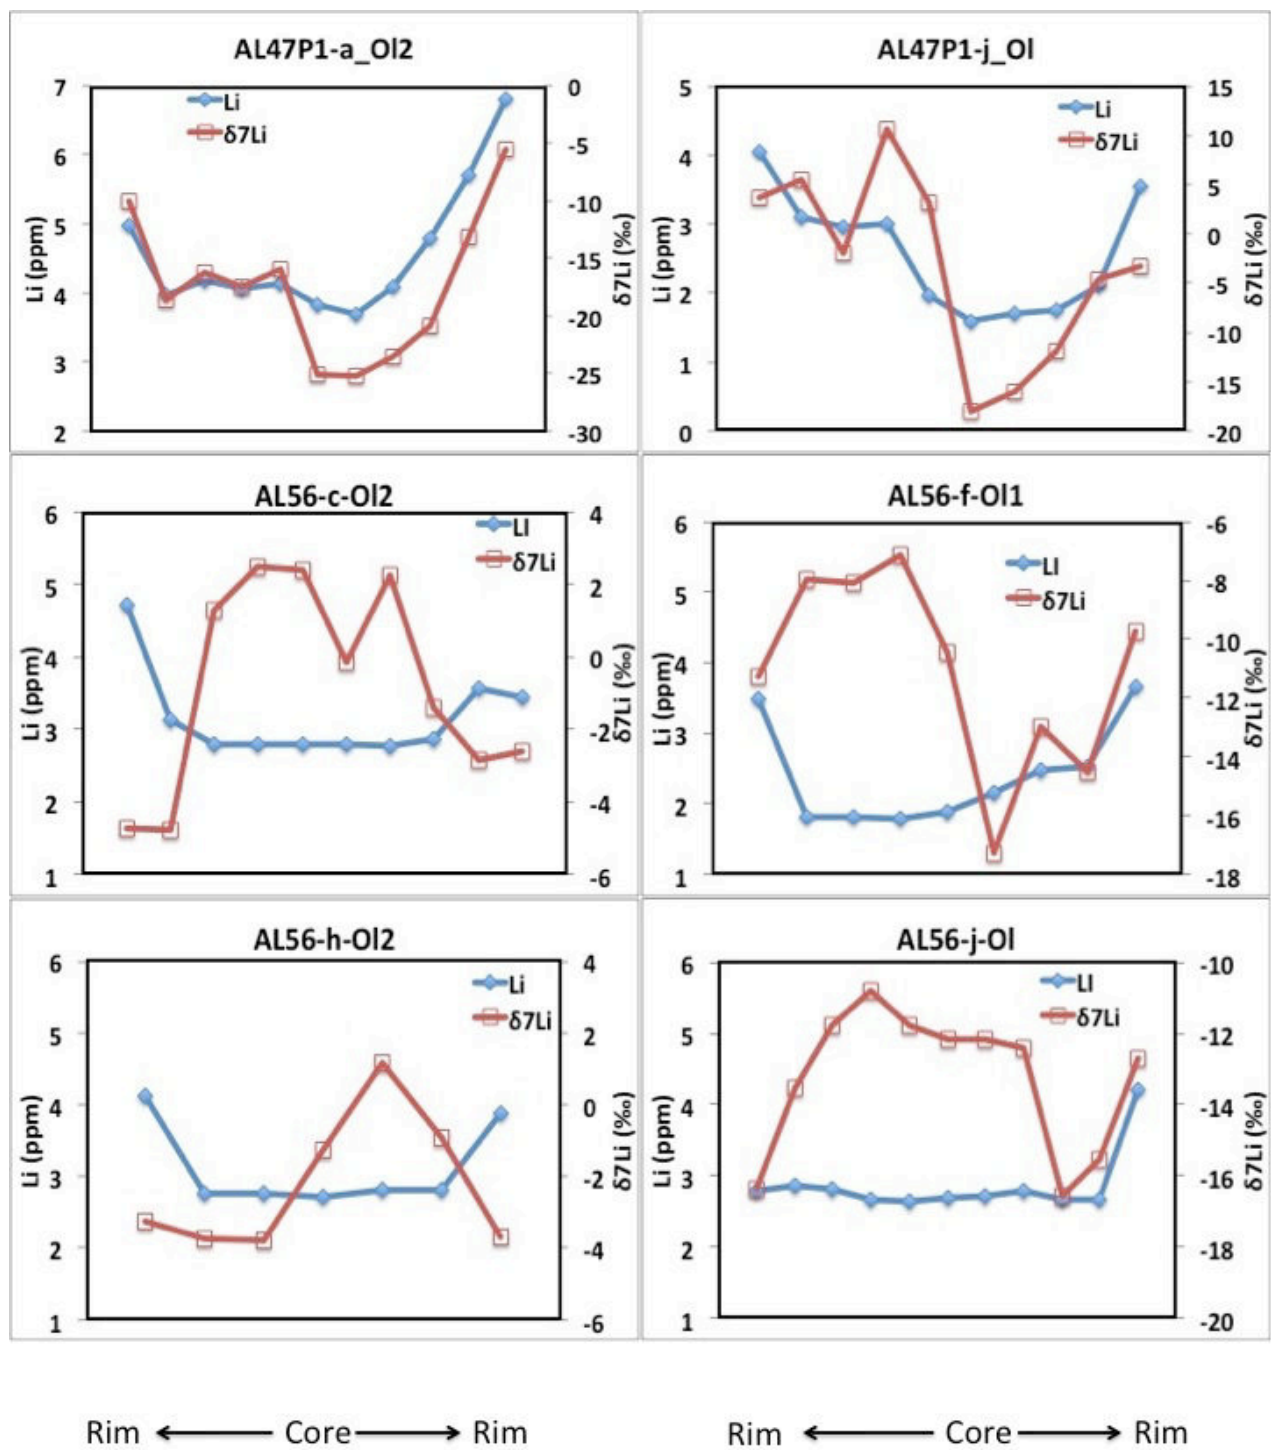 AL47P1-a_Ol2
Li
δ7Li
7
6
5
4
3
2
Li (ppm)
0
-5
-10
-15
-20
-25
-30
δ7Li (‰)
AL47P1-j_Ol
Li
δ7Li
5
4
3
2
1
0
Li (ppm)
15
10
5
0
-5
-10
-15
-20
δ7Li (‰)
AL56-c-Ol2
LI
δ7Li
6
5
4
3
2
1
Li (ppm)
4
2
0
-2
-4
-6
δ7Li (‰)
AL56-f-Ol1
LI
δ7Li
6
5
4
3
2
1
Li (ppm)
-6
-8
-10
-12
-14
-16
-18
δ7Li (‰)
AL56-h-Ol2
Li
δ7Li
6
5
4
3
2
1
Li (ppm)
4
2
0
-2
-4
-6
δ7Li (‰)
AL56-j-Ol
LI
δ7Li
6
5
4
3
2
1
Li (ppm)
-10
-12
-14
-16
-18
-20
δ7Li (‰)
Rim Core Rim
Rim Core Rim